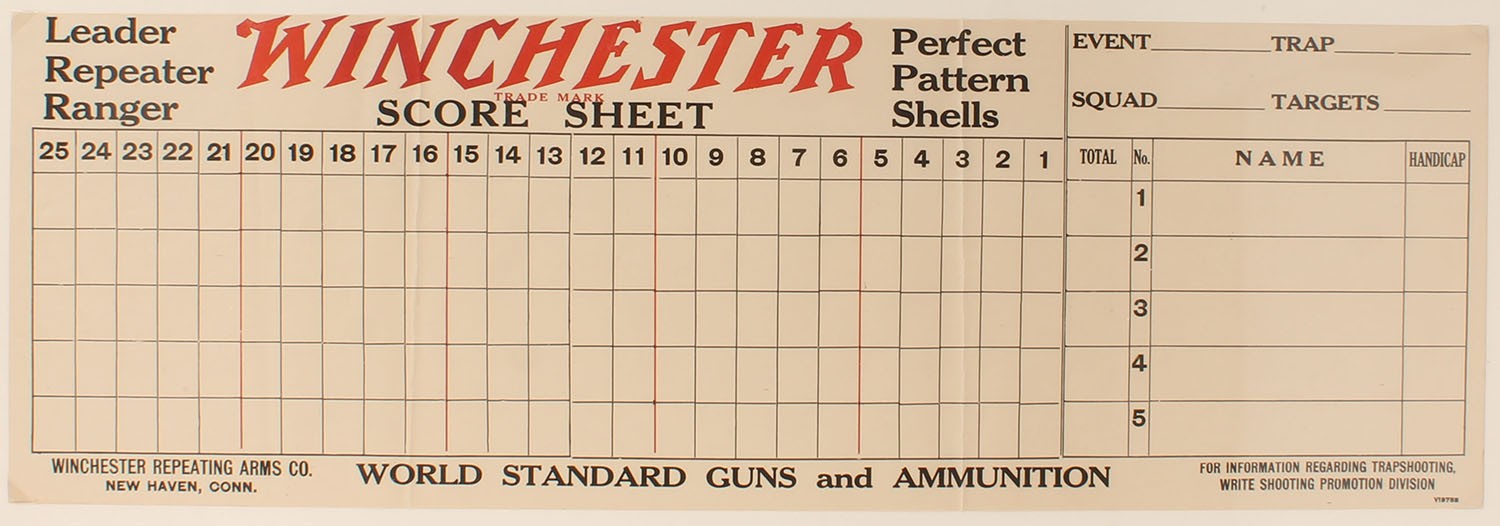 Leader
Repeater
Ranger
WINCHESTER
TRADE MARK
SCORE SHEET
Perfect
Pattern
Shells
EVENT TRAP
SQUAD TARGETS
25 24 23 22 21 20 19 18 17 16 15 14 13 12 11 10 9 8 7 6 5 4 3 2 1 TOTAL No. NAME HANDICAP
1
2
3
4
5
WINCHESTER REPEATING ARMS CO.
NEW HAVEN, CONN.
WORLD STANDARD GUNS and AMMUNITION
FOR INFORMATION REGARDING TRAPSHOOTING,
WRITE SHOOTING PROMOTION DIVISION